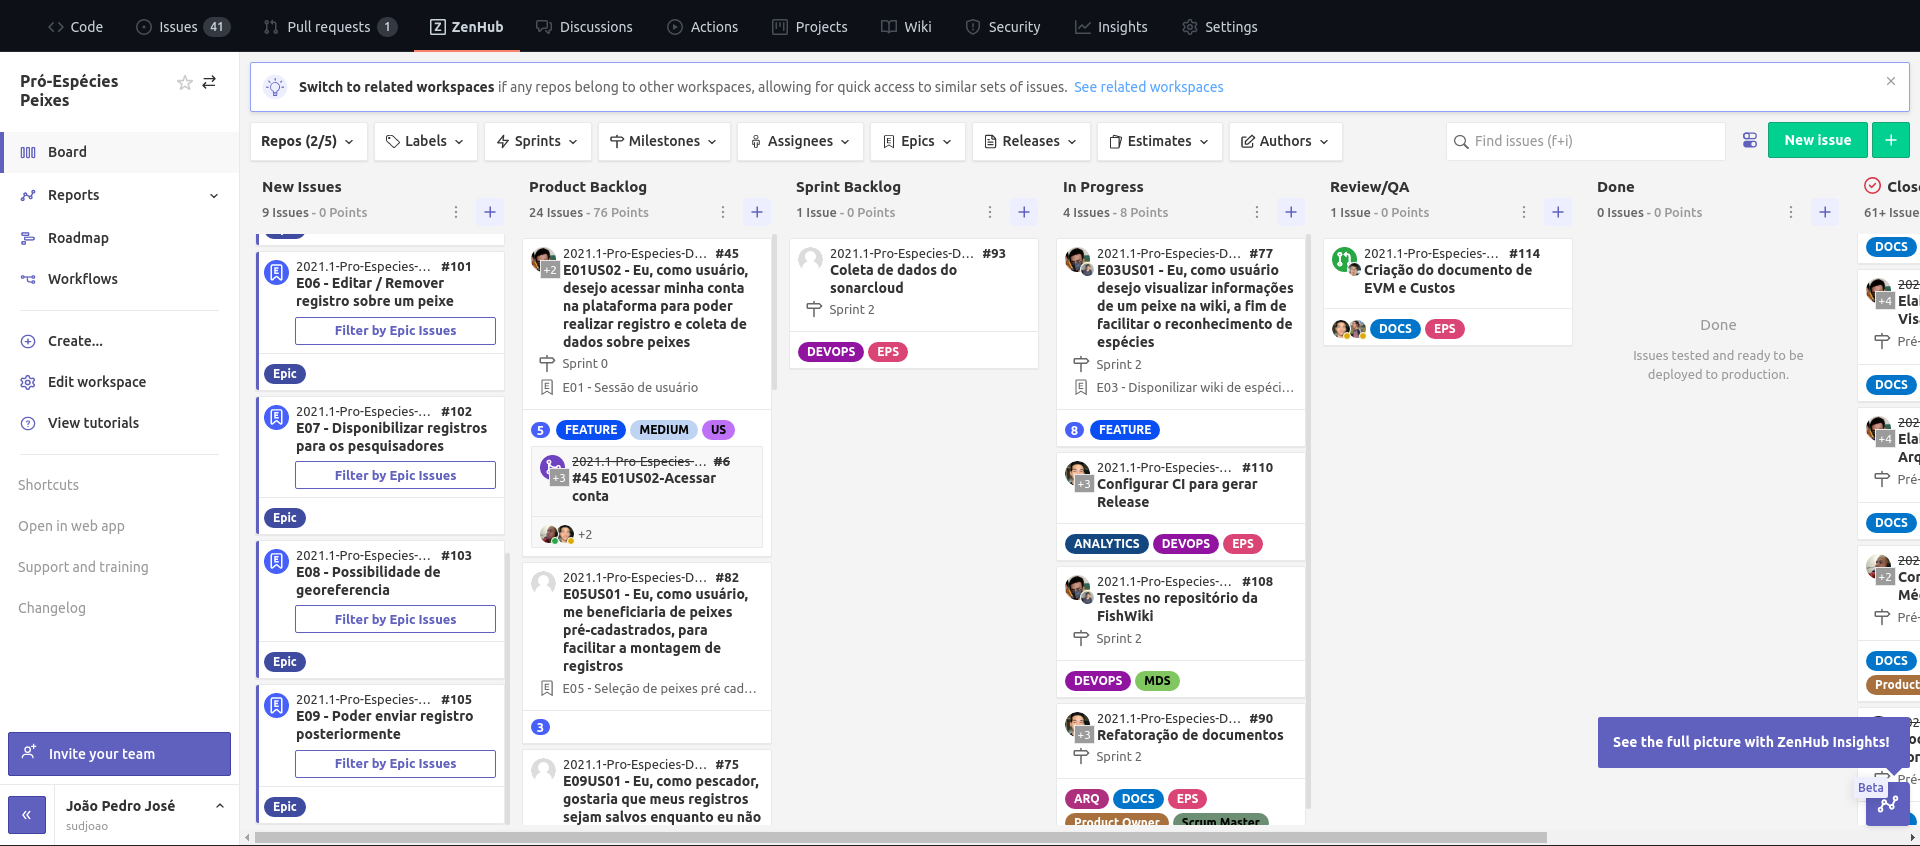 Code
Issues 41
Pull requests 1
ZenHub
Discussions
Actions
Projects
Wiki
Security
Insights
Settings
Pró-Espécies
Peixes
Board
Reports
Roadmap
Workflows
Create...
Edit workspace
View tutorials
Shortcuts
Open in web app
Support and training
Changelog
Invite your team
João Pedro José
sudjoao
Switch to related workspaces if any repos belong to other workspaces, allowing for quick access to similar sets of issues. See related workspaces
Repos (2/5)
Labels
Sprints
Milestones
Assignees
Epics
Releases
Estimates
Authors
Find issues (f+i)
New issue
New Issues
9 Issues - 0 Points
2021.1-Pro-Especies-... #101
E06 - Editar / Remover
registro sobre um peixe
Filter by Epic Issues
Epic
2021.1-Pro-Especies-... #102
E07 - Disponibilizar registros
para os pesquisadores
Filter by Epic Issues
Epic
2021.1-Pro-Especies-... #103
E08 - Possibilidade de
georeferencia
Filter by Epic Issues
Epic
2021.1-Pro-Especies-... #105
E09 - Poder enviar registro
posteriormente
Filter by Epic Issues
Epic
Product Backlog
24 Issues - 76 Points
2021.1-Pro-Especies-D... #45
+2
E01US02 - Eu, como usuário,
desejo acessar minha conta
na plataforma para poder
realizar registro e coleta de
dados sobre peixes
Sprint 0
E01 - Sessão de usuário
5 FEATURE MEDIUM US
2021.1-Pro-Especies-... #6
+3
#45 E01US02-Acessar
conta
+2
2021.1-Pro-Especies-D... #82
E05US01 - Eu, como usuário,
me beneficiaria de peixes
pré-cadastrados, para
facilitar a montagem de
registros
E05 - Seleção de peixes pré cad...
3
2021.1-Pro-Especies-D... #75
E09US01 - Eu, como pescador,
gostaria que meus registros
sejam salvos enquanto eu não
Sprint Backlog
1 Issue - 0 Points
2021.1-Pro-Especies-D... #93
Coleta de dados do
sonarcloud
Sprint 2
DEVOPS EPS
In Progress
4 Issues - 8 Points
2021.1-Pro-Especies-D... #77
E03US01 - Eu, como usuário
desejo visualizar informações
de um peixe na wiki, a fim de
facilitar o reconhecimento de
espécies
Sprint 2
E03 - Disponilizar wiki de espéci...
8 FEATURE
2021.1-Pro-Especies-... #110
+3
Configurar CI para gerar
Release
ANALYTICS DEVOPS EPS
2021.1-Pro-Especies-... #108
Testes no repositório da
FishWiki
Sprint 2
DEVOPS MDS
2021.1-Pro-Especies-D... #90
+3
Refatoração de documentos
Sprint 2
ARQ DOCS EPS
Product Owner Scrum Master
Review/QA
1 Issue - 0 Points
2021.1-Pro-Especies-... #114
Criação do documento de
EVM e Custos
DOCS EPS
Done
0 Issues - 0 Points
Done
Issues tested and ready to be
deployed to production.
Clos
61+ Issue
DOCS
202
+4
Ela
Vis
Pré-
DOCS
202
+4
Ela
Arq
Pré-
DOCS
202
+2
Con
Mé
Pré-
DOCS
Product
Pré-
See the full picture with ZenHub Insights!
Beta